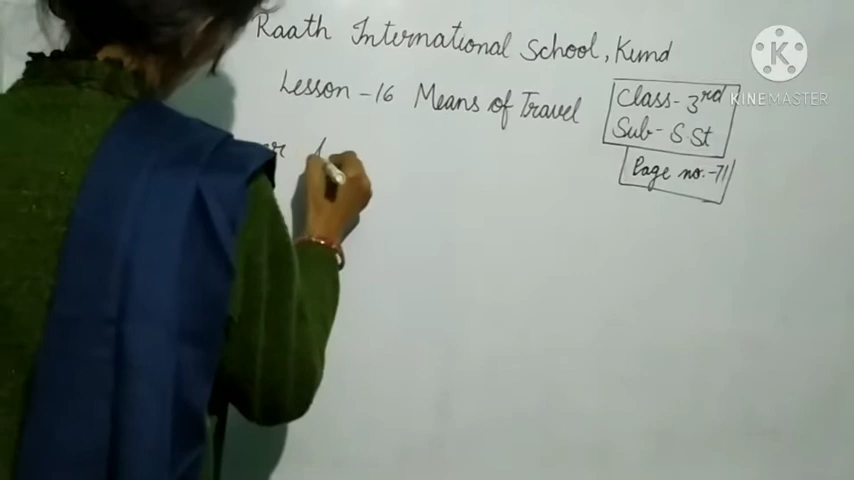 Raath International School, Kund
Lesson - 16 Means of Travel
Class - 3rd
Sub - S St
Page no. - 71
KINEMASTER